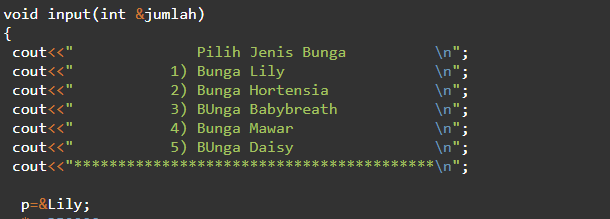 void input(int &jumlah)
{
cout<<"              Pilih Jenis Bunga          \n";
cout<<"           1) Bunga Lily                 \n";
cout<<"           2) Bunga Hortensia            \n";
cout<<"           3) BUnga Babybreath           \n";
cout<<"           4) Bunga Mawar                \n";
cout<<"           5) BUnga Daisy                \n";
cout<<"*****************************************\n";
p=&Lily;